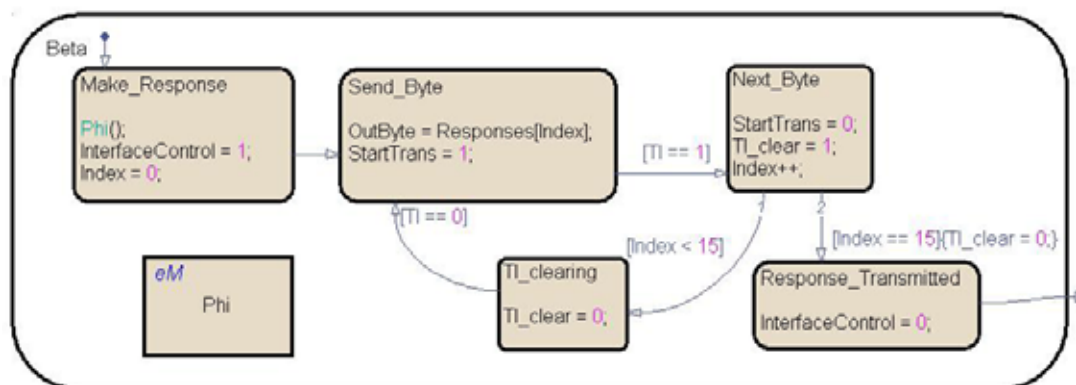 Beta
Make_Response
Phi();
InterfaceControl = 1;
Index = 0;
Send_Byte
OutByte = Responses[Index];
StartTrans = 1;
[TI == 1]
Next_Byte
StartTrans = 0;
TI_clear = 1;
Index++;
1
2
[TI == 0]
[Index < 15]
[Index == 15]{TI_clear = 0;}
TI_clearing
TI_clear = 0;
Response_Transmitted
InterfaceControl = 0;
eM
Phi